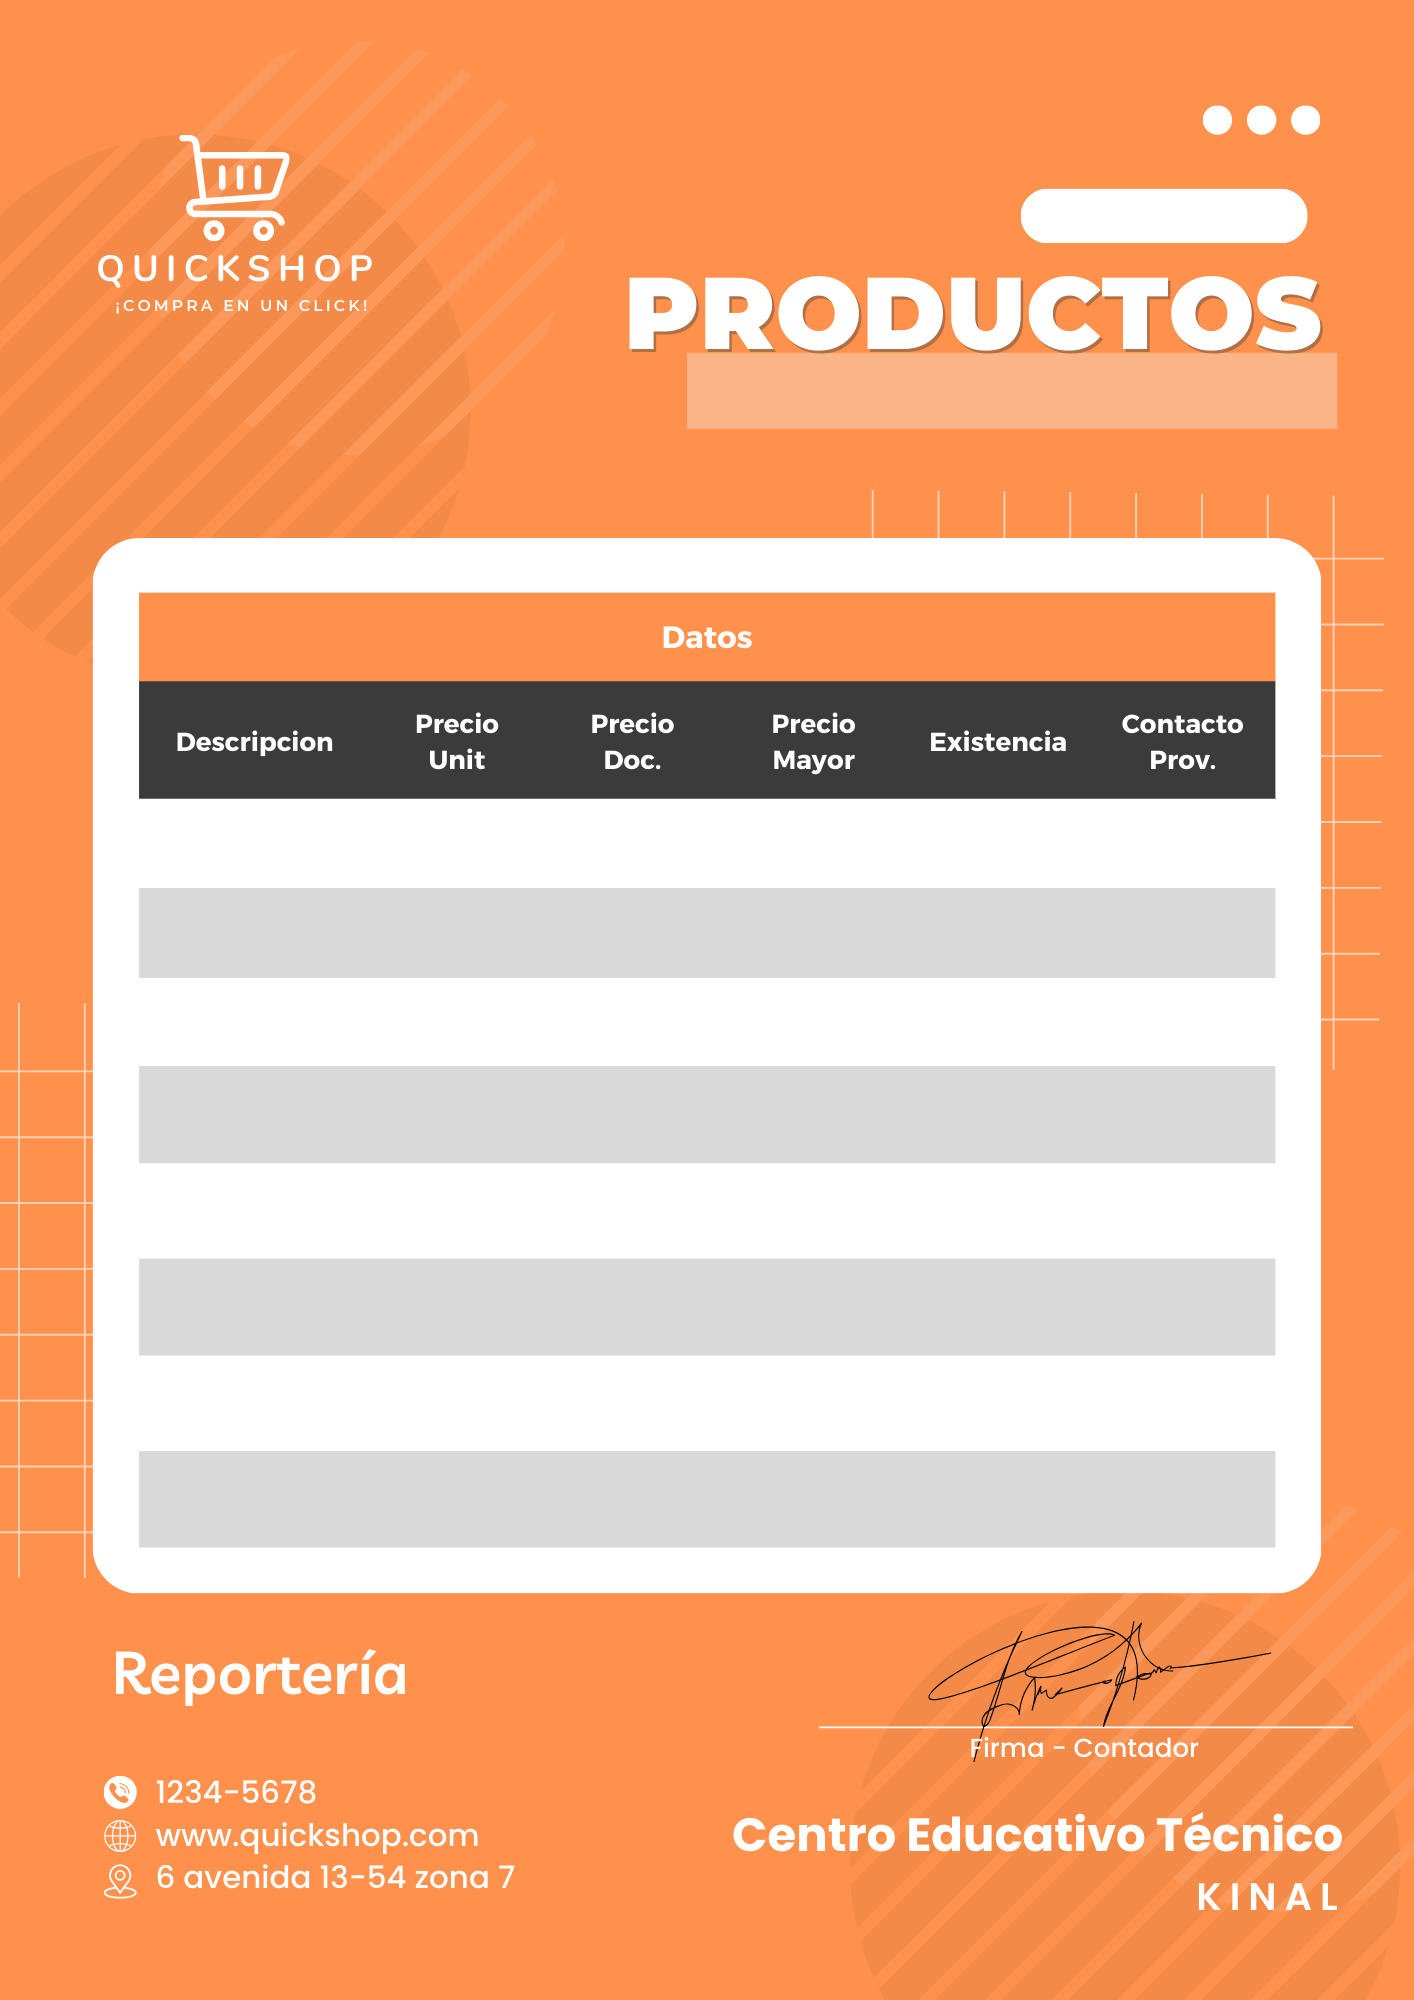 QUICKSHOP
¡COMPRA EN UN CLICK!
PRODUCTOS
Datos
Descripcion
Precio
Unit
Precio
Doc.
Precio
Mayor
Existencia
Contacto
Prov.
Reportería
Firma - Contador
1234-5678
www.quickshop.com
6 avenida 13-54 zona 7
Centro Educativo Técnico
KINAL